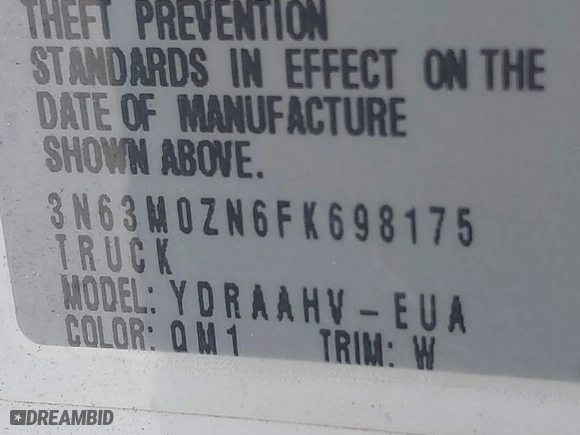 THEFT PREVENTION
STANDARDS IN EFFECT ON THE
DATE OF MANUFACTURE
SHOWN ABOVE.
3N63M0ZN6FK698175
TRUCK
MODEL: YDRAAHV-EUA
COLOR: QM1 TRIM: W
DREAMBID